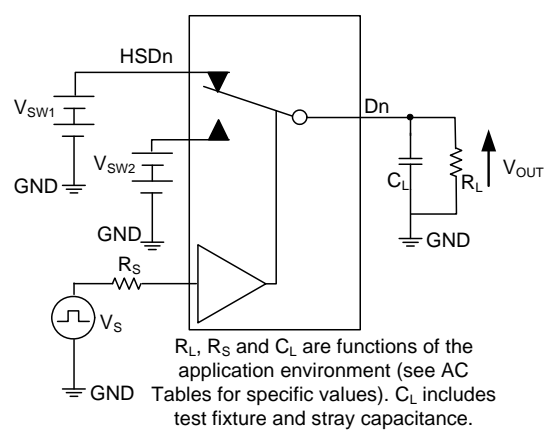 HSDn
V_SW1
Dn
V_SW2
C_L
R_L
V_OUT
GND
GND
GND
R_S
V_S
GND
R_L, R_S and C_L are functions of the
application environment (see AC
Tables for specific values). C_L includes
test fixture and stray capacitance.